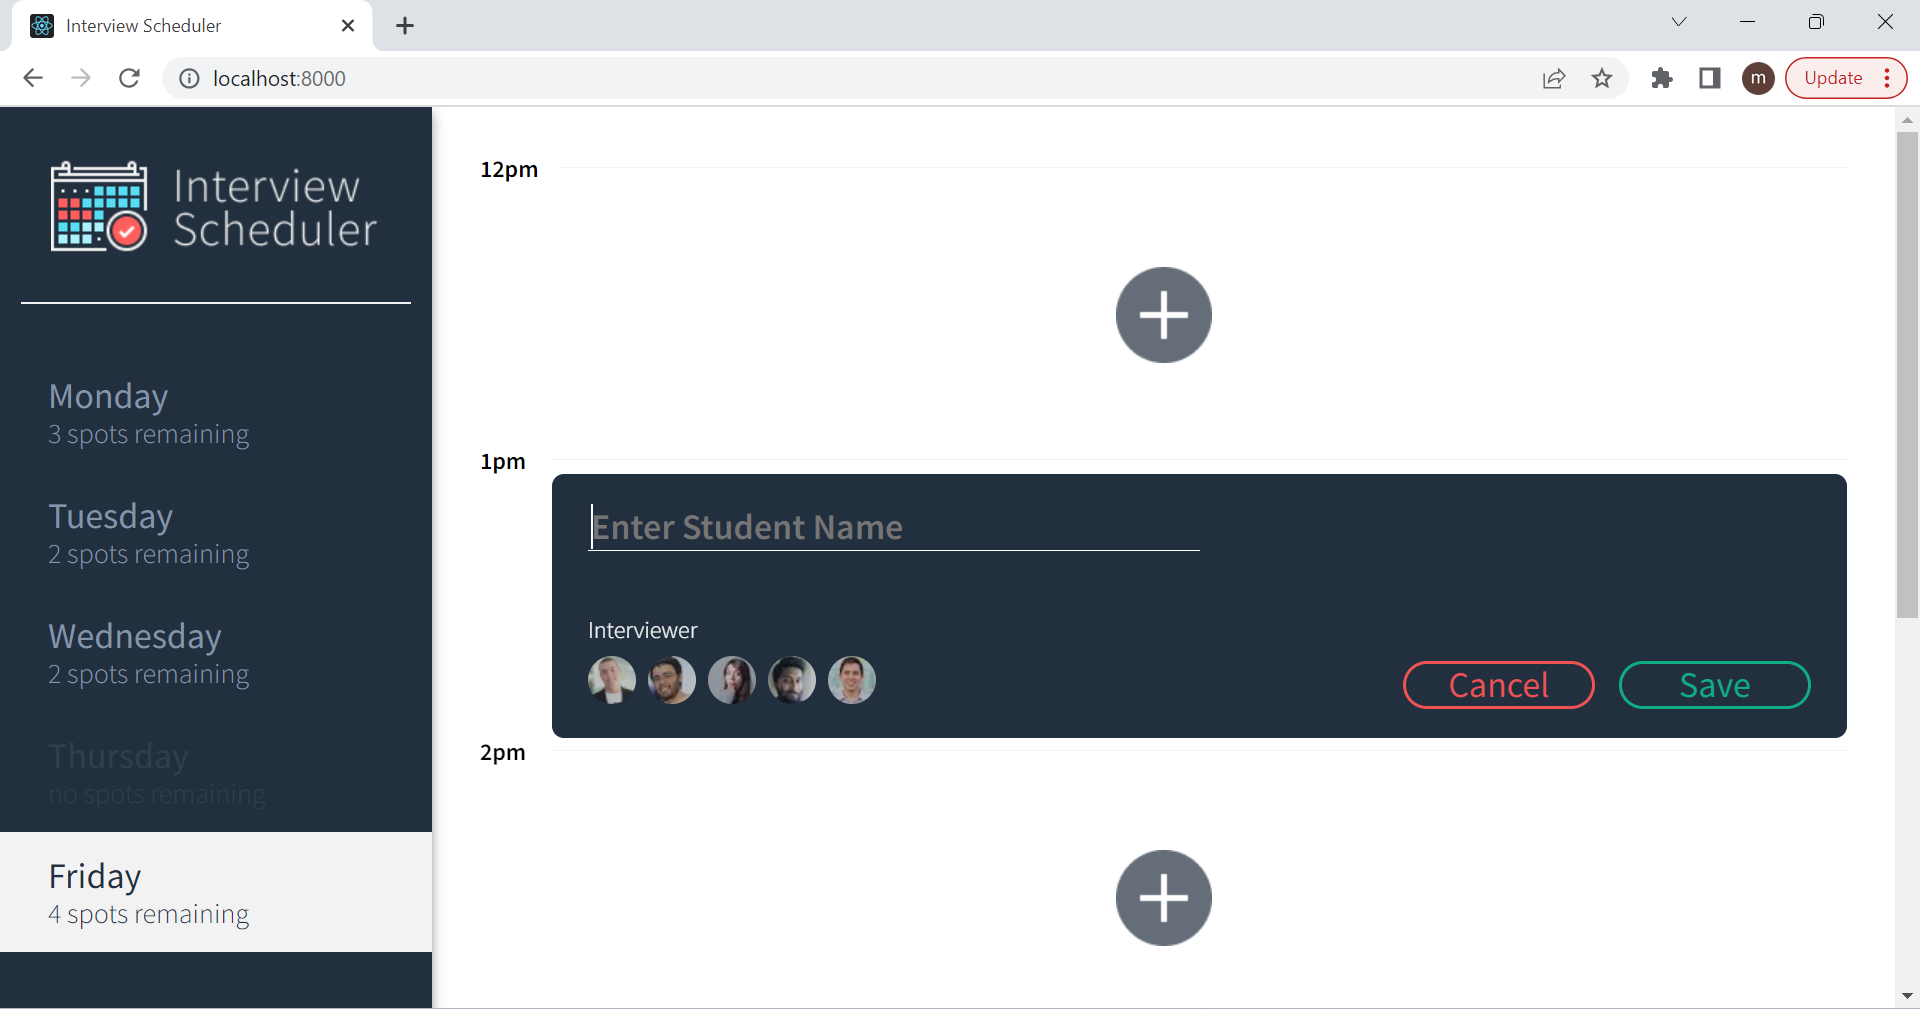 Interview Scheduler
localhost:8000
m
Update
Interview
Scheduler
Monday
3 spots remaining
Tuesday
2 spots remaining
Wednesday
2 spots remaining
Thursday
no spots remaining
Friday
4 spots remaining
12pm
1pm
Enter Student Name
Interviewer
Cancel
Save
2pm